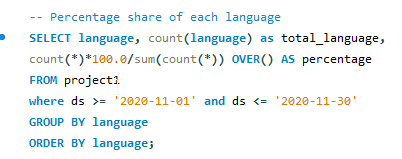 -- Percentage share of each language
SELECT language, count(language) as total_language,
count(*)*100.0/sum(count(*)) OVER() AS percentage
FROM project1
where ds >= '2020-11-01' and ds <= '2020-11-30'
GROUP BY language
ORDER BY language;